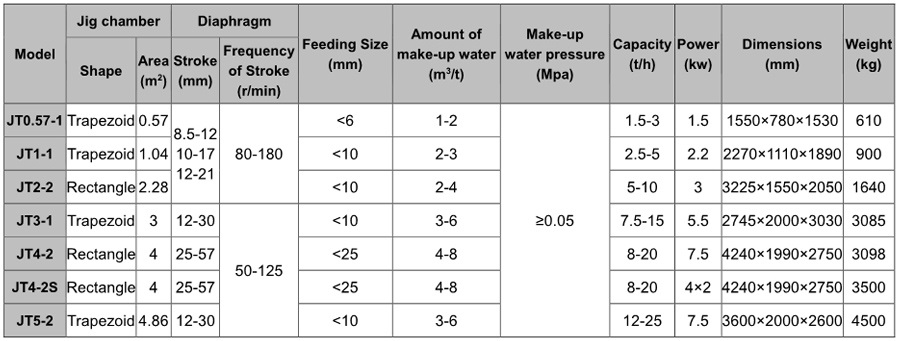 Model Jig chamber Diaphragm Feeding Size (mm) Amount of make-up water (m³/t) Make-up water pressure (Mpa) Capacity (t/h) Power (kw) Dimensions (mm) Weight (kg)
Shape Area (m²) Stroke (mm) Frequency of Stroke (r/min)
JT0.57-1 Trapezoid 0.57 8.5-12 10-17 12-21 80-180 <6 1-2 ≥0.05 1.5-3 1.5 1550×780×1530 610
JT1-1 Trapezoid 1.04 <10 2-3 2.5-5 2.2 2270×1110×1890 900
JT2-2 Rectangle 2.28 <10 2-4 5-10 3 3225×1550×2050 1640
JT3-1 Trapezoid 3 12-30 50-125 <10 3-6 7.5-15 5.5 2745×2000×3030 3085
JT4-2 Rectangle 4 25-57 <25 4-8 8-20 7.5 4240×1990×2750 3098
JT4-2S Rectangle 4 25-57 <25 4-8 8-20 4×2 4240×1990×2750 3500
JT5-2 Trapezoid 4.86 12-30 <10 3-6 12-25 7.5 3600×2000×2600 4500